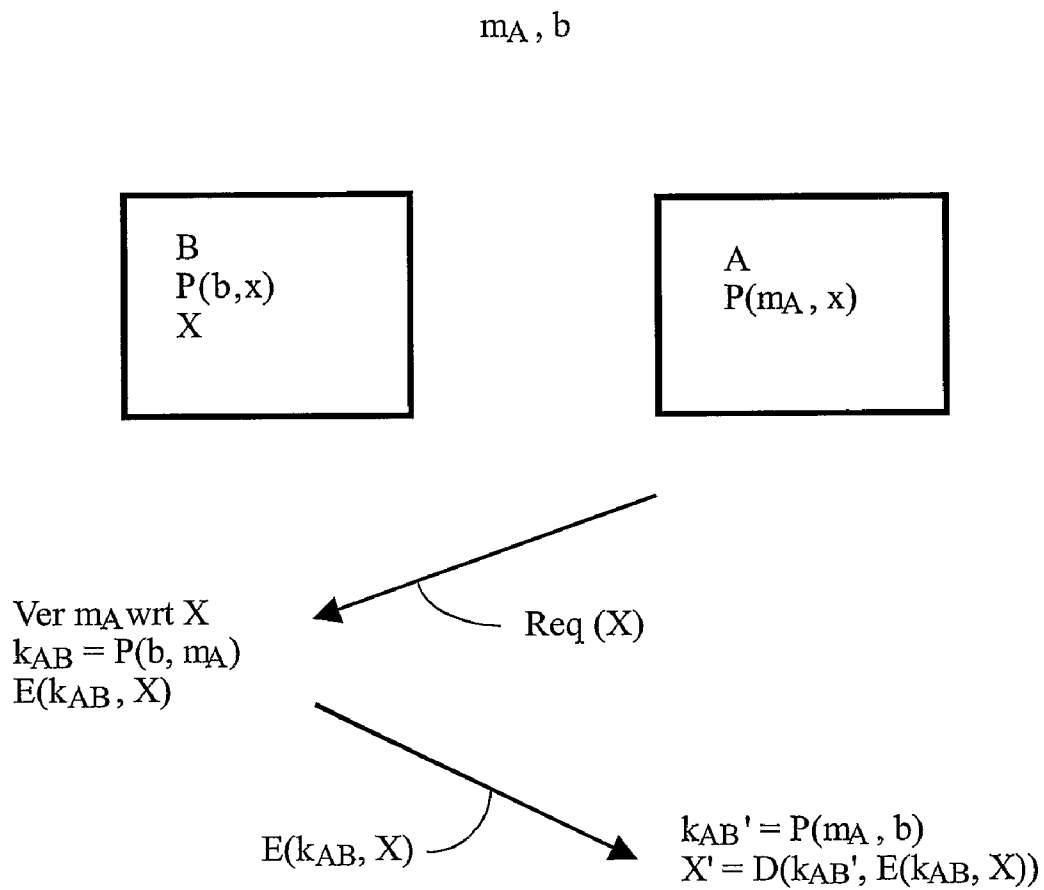 mA , b
B
P(b,x)
X
A
P(mA , x)
Req (X)
Ver mA wrt X
kAB = P(b, mA)
E(kAB , X)
E(kAB, X)
kAB' = P(mA , b)
X' = D(kAB', E(kAB, X))